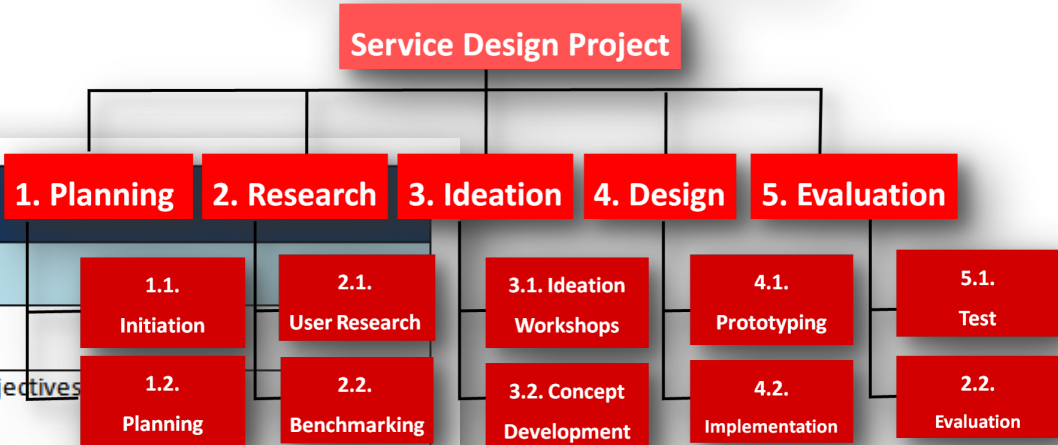 Service Design Project
1. Planning
2. Research
3. Ideation
4. Design
5. Evaluation
1.1.
Initiation
2.1.
User Research
3.1. Ideation
Workshops
4.1.
Prototyping
5.1.
Test
jectives
1.2.
Planning
2.2.
Benchmarking
3.2. Concept
Development
4.2.
Implementation
2.2.
Evaluation